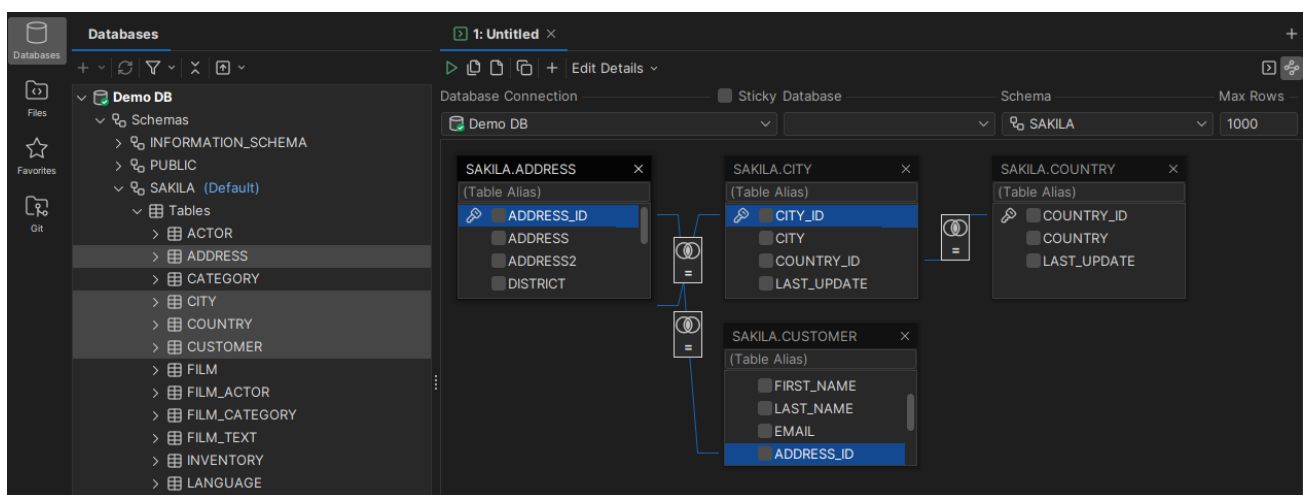 Databases
Files
Favorites
Git
Databases
Demo DB
Schemas
INFORMATION_SCHEMA
PUBLIC
SAKILA (Default)
Tables
ACTOR
ADDRESS
CATEGORY
CITY
COUNTRY
CUSTOMER
FILM
FILM_ACTOR
FILM_CATEGORY
FILM_TEXT
INVENTORY
LANGUAGE
1: Untitled
Edit Details
Database Connection Sticky Database Schema Max Rows
Demo DB SAKILA 1000
SAKILA.ADDRESS
(Table Alias)
ADDRESS_ID
ADDRESS
ADDRESS2
DISTRICT
=
=
SAKILA.CITY
(Table Alias)
CITY_ID
CITY
COUNTRY_ID
LAST_UPDATE
=
SAKILA.COUNTRY
(Table Alias)
COUNTRY_ID
COUNTRY
LAST_UPDATE
SAKILA.CUSTOMER
(Table Alias)
FIRST_NAME
LAST_NAME
EMAIL
ADDRESS_ID